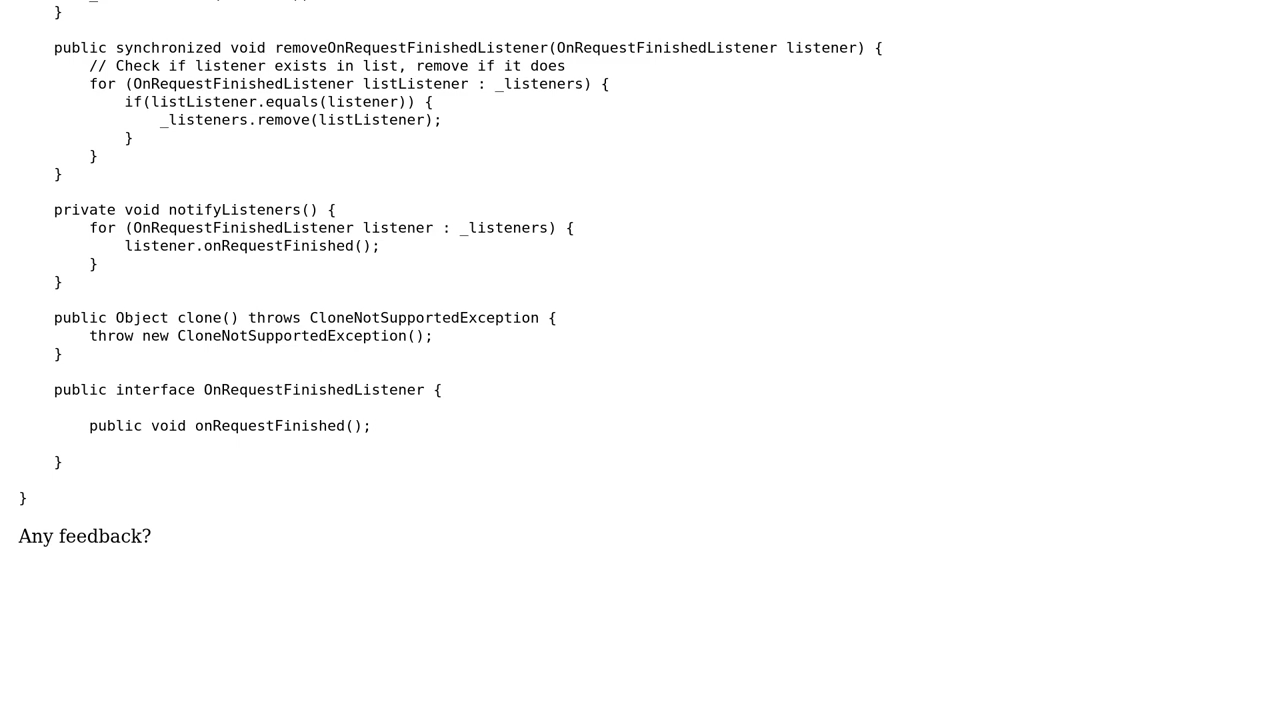 }
public synchronized void removeOnRequestFinishedListener(OnRequestFinishedListener listener) {
// Check if listener exists in list, remove if it does
for (OnRequestFinishedListener listListener : _listeners) {
if(listListener.equals(listener)) {
_listeners.remove(listListener);
}
}
}
private void notifyListeners() {
for (OnRequestFinishedListener listener : _listeners) {
listener.onRequestFinished();
}
}
public Object clone() throws CloneNotSupportedException {
throw new CloneNotSupportedException();
}
public interface OnRequestFinishedListener {
public void onRequestFinished();
}
}
Any feedback?